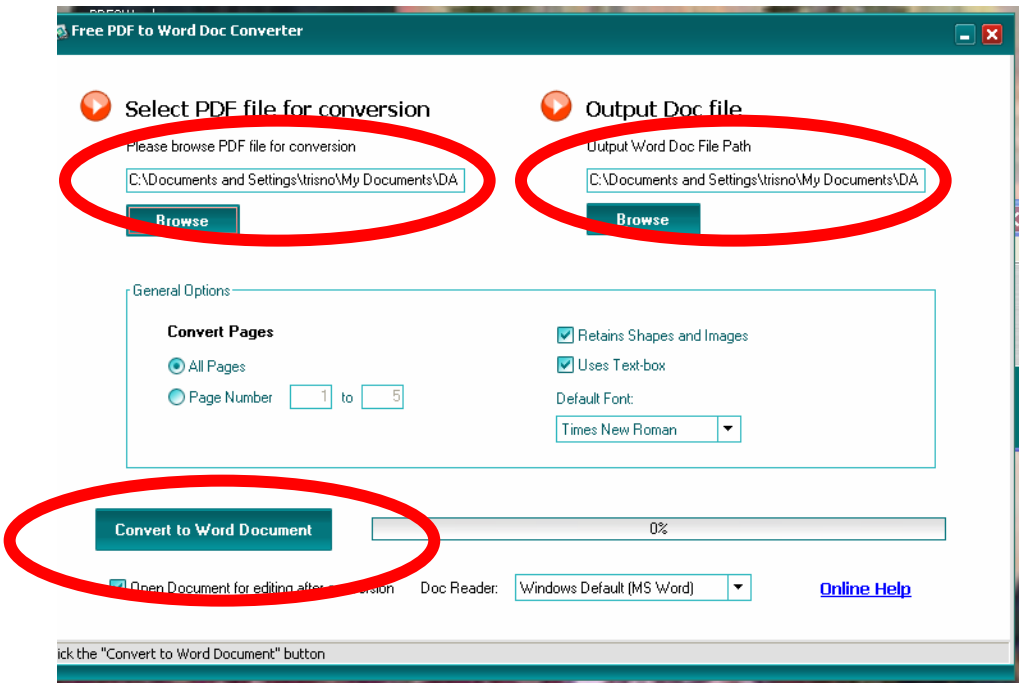 Free PDF to Word Doc Converter
Select PDF file for conversion
Please browse PDF file for conversion
C:\Documents and Settings\trisno\My Documents\DA
Browse
Output Doc file
Output Word Doc File Path
C:\Documents and Settings\trisno\My Documents\DA
Browse
General Options
Convert Pages
All Pages
Page Number 1 to 5
Retains Shapes and Images
Uses Text-box
Default Font:
Times New Roman
Convert to Word Document
0%
Open Document for editing after
Doc Reader:
Windows Default (MS Word)
Online Help
ick the "Convert to Word Document" button